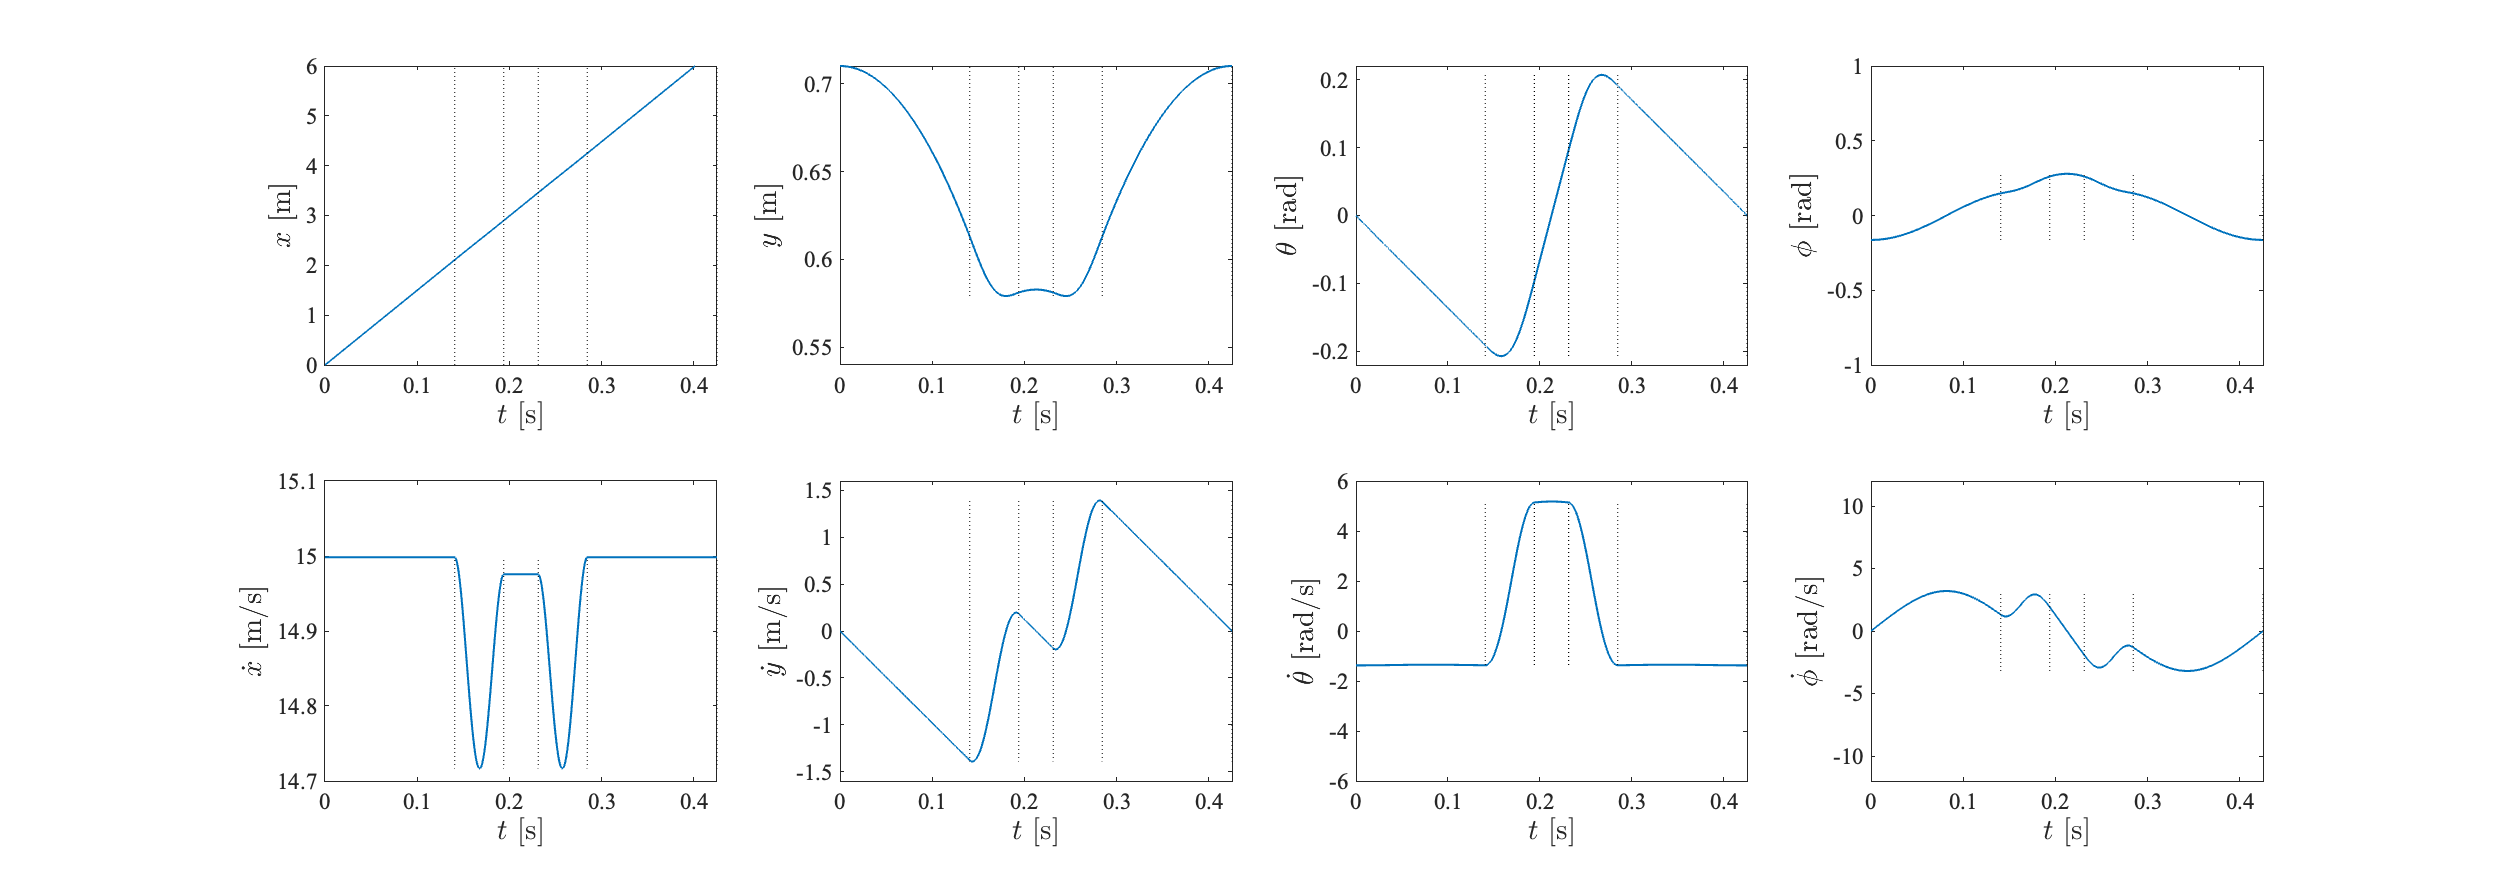 6
5
4
3
2
1
0
0 0.1 0.2 0.3 0.4
x [m]
t [s]
0.7
0.65
0.6
0.55
0 0.1 0.2 0.3 0.4
y [m]
t [s]
0.2
0.1
0
-0.1
-0.2
0 0.1 0.2 0.3 0.4
θ [rad]
t [s]
1
0.5
0
-0.5
-1
0 0.1 0.2 0.3 0.4
ϕ [rad]
t [s]
15.1
15
14.9
14.8
14.7
0 0.1 0.2 0.3 0.4
ẋ [m/s]
t [s]
1.5
1
0.5
0
-0.5
-1
-1.5
0 0.1 0.2 0.3 0.4
ẏ [m/s]
t [s]
6
4
2
0
-2
-4
-6
0 0.1 0.2 0.3 0.4
θ̇ [rad/s]
t [s]
10
5
0
-5
-10
0 0.1 0.2 0.3 0.4
ϕ̇ [rad/s]
t [s]